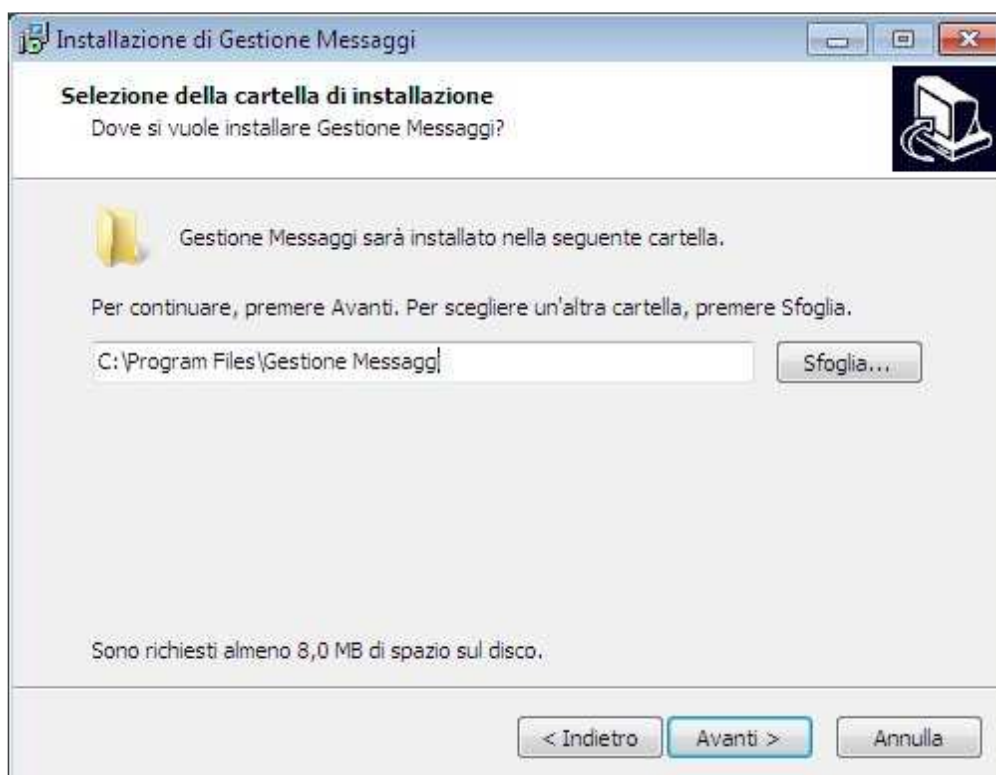 Installazione di Gestione Messaggi
Selezione della cartella di installazione
Dove si vuole installare Gestione Messaggi?
Gestione Messaggi sarà installato nella seguente cartella.
Per continuare, premere Avanti. Per scegliere un'altra cartella, premere Sfoglia.
C:\Program Files\Gestione Messagg
Sfoglia...
Sono richiesti almeno 8,0 MB di spazio sul disco.
< Indietro
Avanti >
Annulla